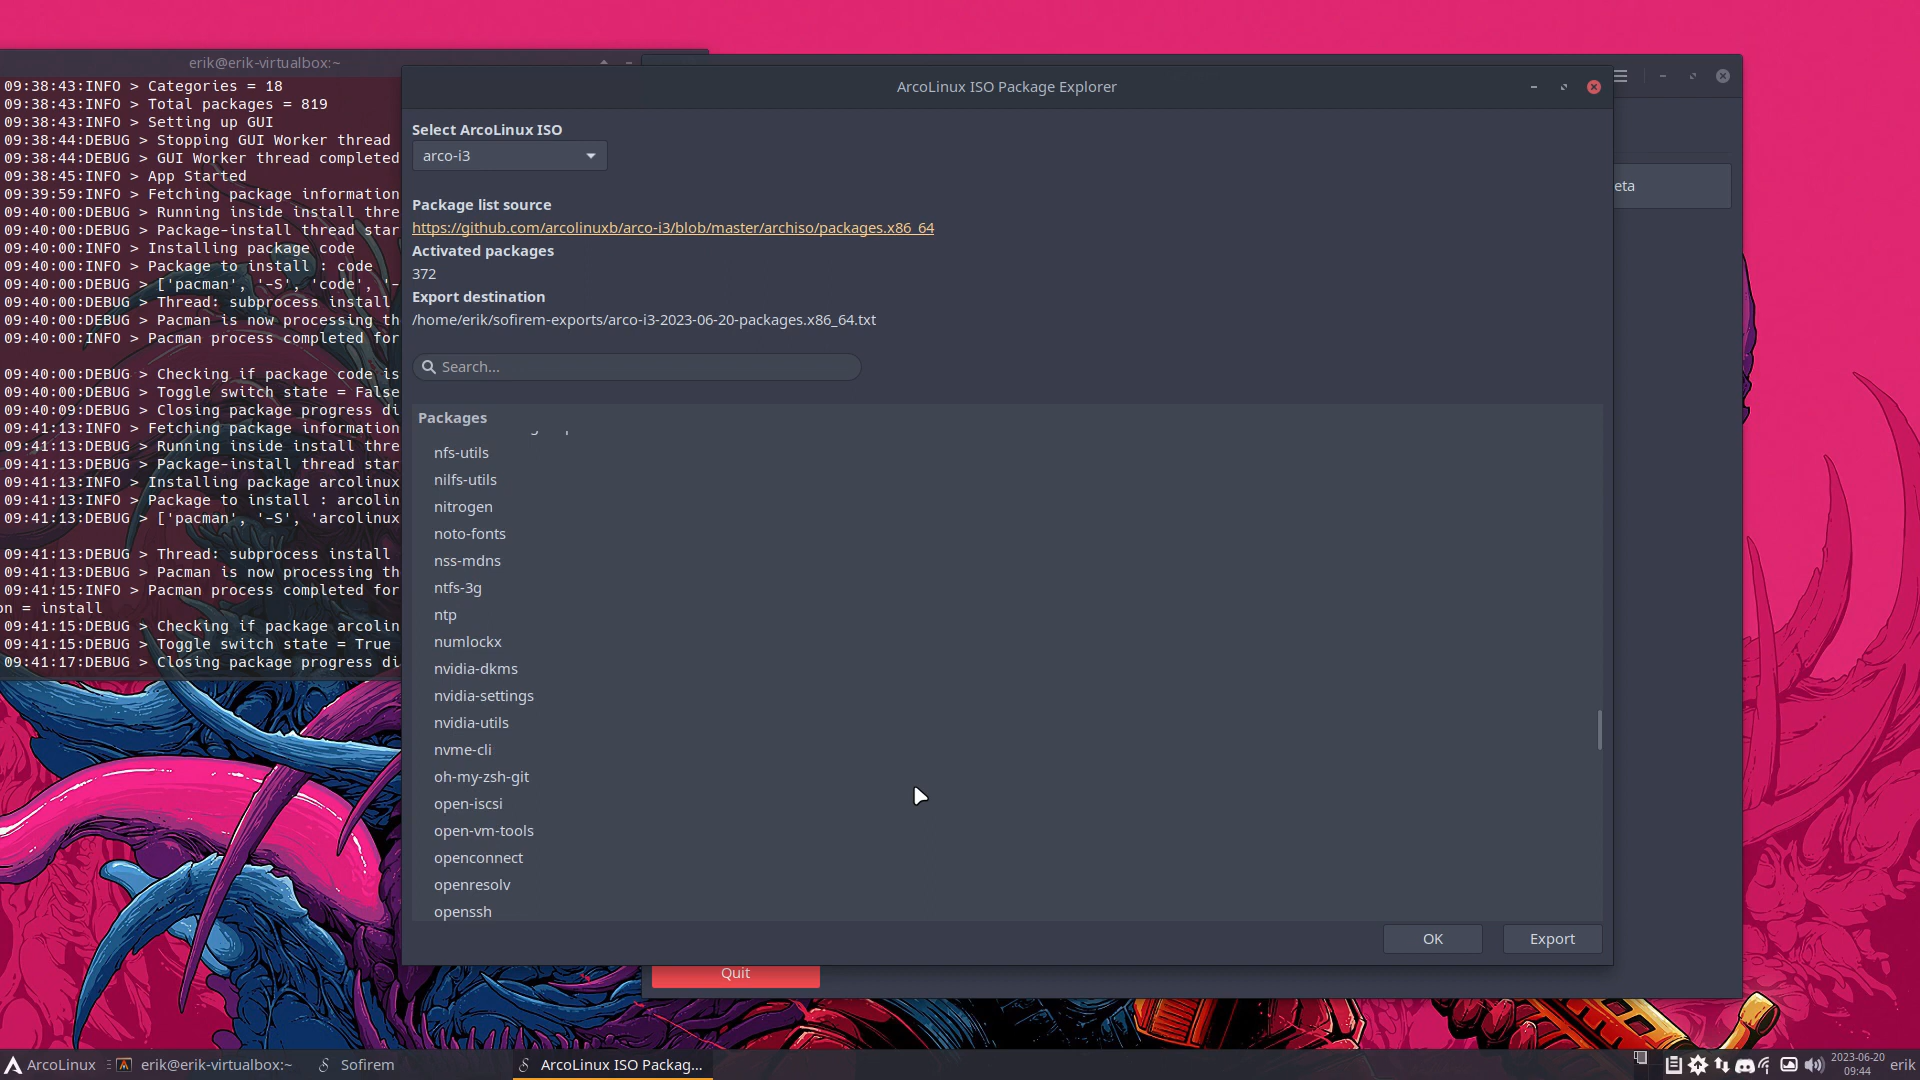 erik@erik-virtualbox:~
09:38:43:INFO > Categories = 18
09:38:43:INFO > Total packages = 819
09:38:43:INFO > Setting up GUI
09:38:44:DEBUG > Stopping GUI Worker thread
09:38:44:DEBUG > GUI Worker thread completed
09:38:45:INFO > App Started
09:39:59:INFO > Fetching package information
09:40:00:DEBUG > Running inside install thre
09:40:00:DEBUG > Package-install thread star
09:40:00:INFO > Installing package code
09:40:00:INFO > Package to install : code
09:40:00:DEBUG > ['pacman', '-S', 'code', '-
09:40:00:DEBUG > Thread: subprocess install
09:40:00:DEBUG > Pacman is now processing th
09:40:00:INFO > Pacman process completed for
09:40:00:DEBUG > Checking if package code is
09:40:00:DEBUG > Toggle switch state = False
09:40:09:DEBUG > Closing package progress di
09:41:13:INFO > Fetching package information
09:41:13:DEBUG > Running inside install thre
09:41:13:DEBUG > Package-install thread star
09:41:13:INFO > Installing package arcolinux
09:41:13:INFO > Package to install : arcolin
09:41:13:DEBUG > ['pacman', '-S', 'arcolinux
09:41:13:DEBUG > Thread: subprocess install
09:41:13:DEBUG > Pacman is now processing th
09:41:15:INFO > Pacman process completed for
on = install
09:41:15:DEBUG > Checking if package arcolin
09:41:15:DEBUG > Toggle switch state = True
09:41:17:DEBUG > Closing package progress di
ArcoLinux ISO Package Explorer
Select ArcoLinux ISO
arco-i3
Package list source
https://github.com/arcolinuxb/arco-i3/blob/master/archiso/packages.x86_64
Activated packages
372
Export destination
/home/erik/sofirem-exports/arco-i3-2023-06-20-packages.x86_64.txt
Search...
Packages
nfs-utils
nilfs-utils
nitrogen
noto-fonts
nss-mdns
ntfs-3g
ntp
numlockx
nvidia-dkms
nvidia-settings
nvidia-utils
nvme-cli
oh-my-zsh-git
open-iscsi
open-vm-tools
openconnect
openresolv
openssh
OK
Export
eta
Quit
ArcoLinux
erik@erik-virtualbox:~
Sofirem
ArcoLinux ISO Packag...
2023-06-20
09:44
erik